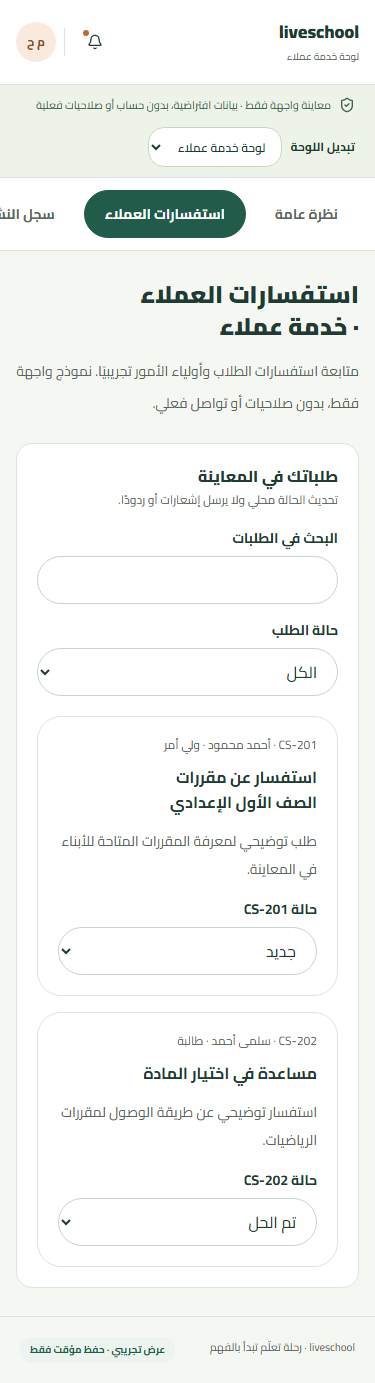 liveschool
لوحة خدمة عملاء
م ج
معاينة واجهة فقط · بيانات افتراضية، بدون حساب أو صلاحيات فعلية
تبديل اللوحة
لوحة خدمة عملاء
نظرة عامة
استفسارات العملاء
سجل النش
استفسارات العملاء
· خدمة عملاء
متابعة استفسارات الطلاب وأولياء الأمور تجريبيًا. نموذج واجهة
فقط، بدون صلاحيات أو تواصل فعلي.
طلباتك في المعاينة
تحديث الحالة محلي ولا يرسل إشعارات أو ردودًا.
البحث في الطلبات
حالة الطلب
الكل
CS-201 · أحمد محمود · ولي أمر
استفسار عن مقررات
الصف الأول الإعدادي
طلب توضيحي لمعرفة المقررات المتاحة للأبناء
في المعاينة.
حالة CS-201
جديد
CS-202 · سلمى أحمد · طالبة
مساعدة في اختيار المادة
استفسار توضيحي عن طريقة الوصول لمقررات
الرياضيات.
حالة CS-202
تم الحل
liveschool · رحلة تعلّم تبدأ بالفهم
عرض تجريبي · حفظ مؤقت فقط